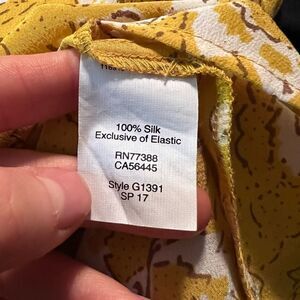 100% Silk
Exclusive of Elastic
RN77388
CA56445
Style G1391
SP 17